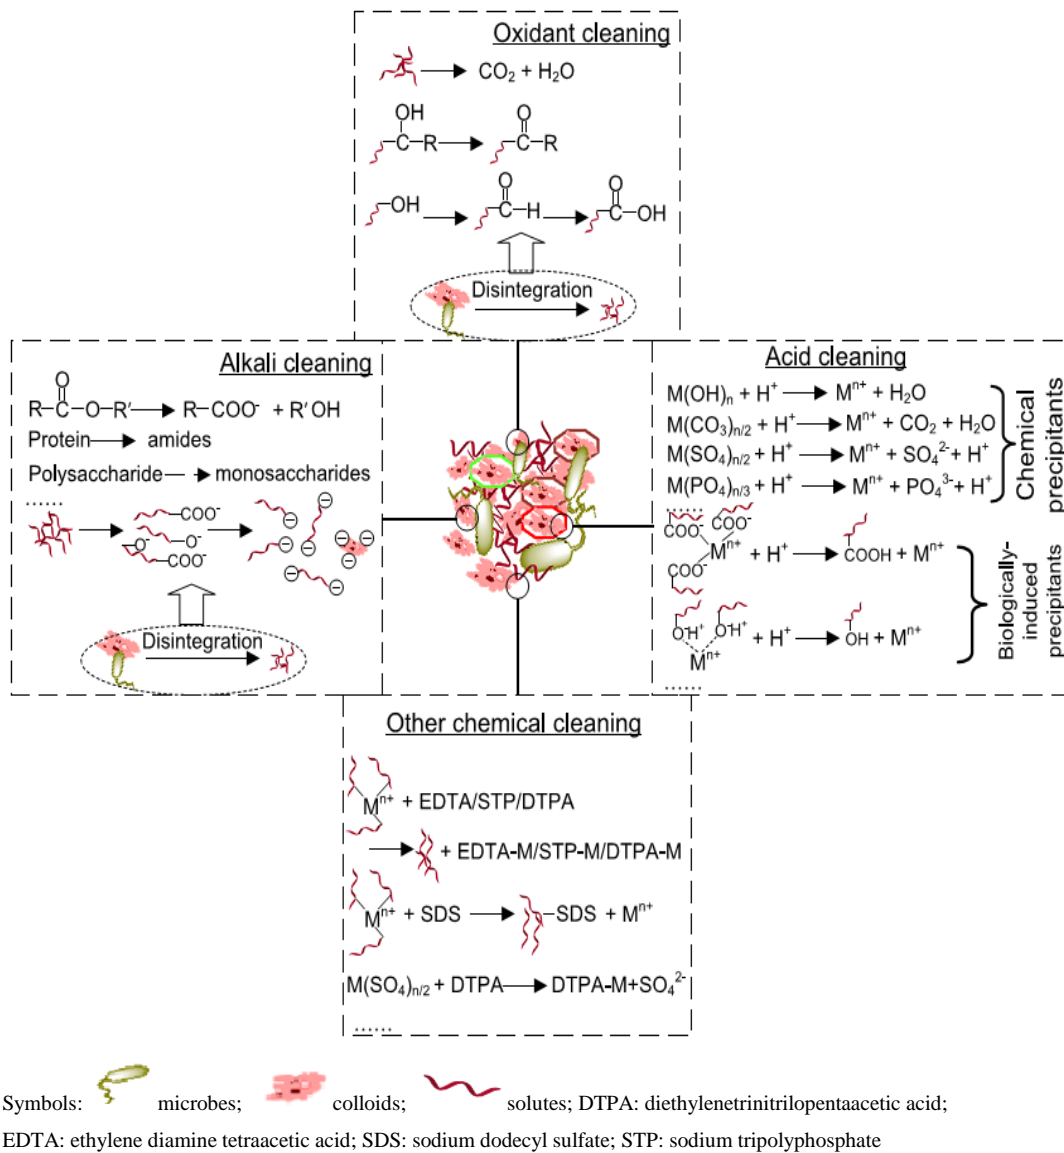 Oxidant cleaning
CO₂ + H₂O
OH
C–R
O
C–R
–OH
O
C–H
O
C–OH
Disintegration
Alkali cleaning
O
R–C–O–R' → R–COO⁻ + R'OH
Protein → amides
Polysaccharide → monosaccharides
......
COO⁻
O⁻
COO⁻
Disintegration
Acid cleaning
M(OH)n + H⁺ → Mⁿ⁺ + H₂O
M(CO₃)n/2 + H⁺ → Mⁿ⁺ + CO₂ + H₂O
M(SO₄)n/2 + H⁺ → Mⁿ⁺ + SO₄²⁻ + H⁺
M(PO₄)n/3 + H⁺ → Mⁿ⁺ + PO₄³⁻ + H⁺
......
Chemical
precipitants
COO⁻ COO⁻
Mⁿ⁺ + H⁺ → COOH + Mⁿ⁺
COO⁻
O⁻H⁺ O⁻H⁺
+ H⁺ → OH + Mⁿ⁺
Mⁿ⁺
......
Biologically-
induced
precipitants
Other chemical cleaning
Mⁿ⁺ + EDTA/STP/DTPA
→ + EDTA-M/STP-M/DTPA-M
Mⁿ⁺ + SDS → –SDS + Mⁿ⁺
M(SO₄)n/2 + DTPA → DTPA-M+SO₄²⁻
......
Symbols: microbes; colloids; solutes; DTPA: diethylenetrinitrilopentaacetic acid;
EDTA: ethylene diamine tetraacetic acid; SDS: sodium dodecyl sulfate; STP: sodium tripolyphosphate